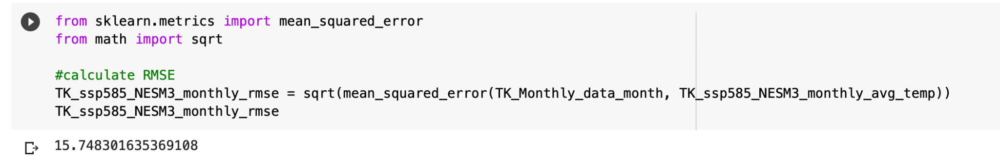 from sklearn.metrics import mean_squared_error
from math import sqrt
#calculate RMSE
TK_ssp585_NESM3_monthly_rmse = sqrt(mean_squared_error(TK_Monthly_data_month, TK_ssp585_NESM3_monthly_avg_temp))
TK_ssp585_NESM3_monthly_rmse
15.748301635369108